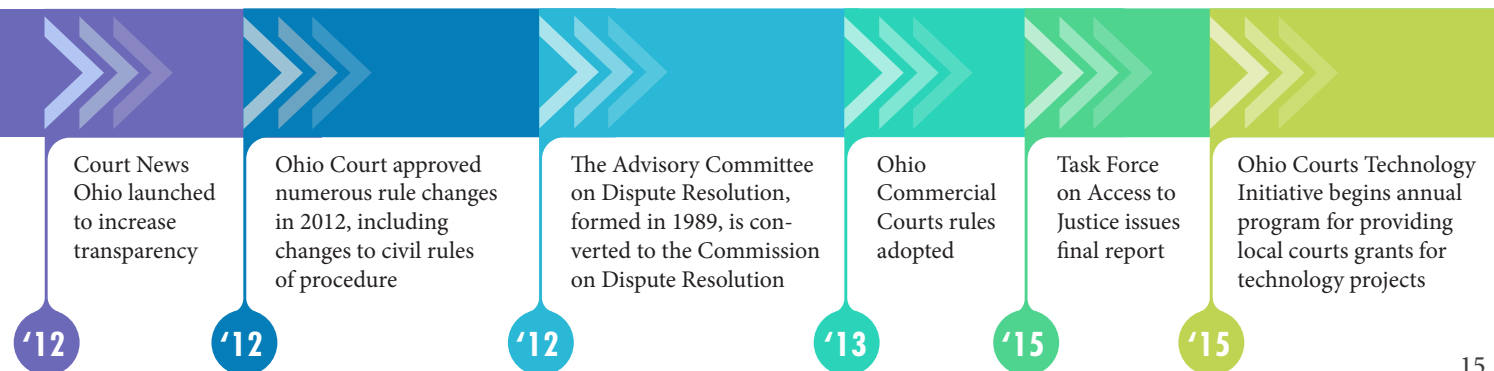 Court News
Ohio launched
to increase
transparency
Ohio Court approved
numerous rule changes
in 2012, including
changes to civil rules
of procedure
The Advisory Committee
on Dispute Resolution,
formed in 1989, is con-
verted to the Commission
on Dispute Resolution
Ohio
Commercial
Courts rules
adopted
Task Force
on Access to
Justice issues
final report
Ohio Courts Technology
Initiative begins annual
program for providing
local courts grants for
technology projects
‘12
‘12
‘12
‘13
‘15
‘15
15